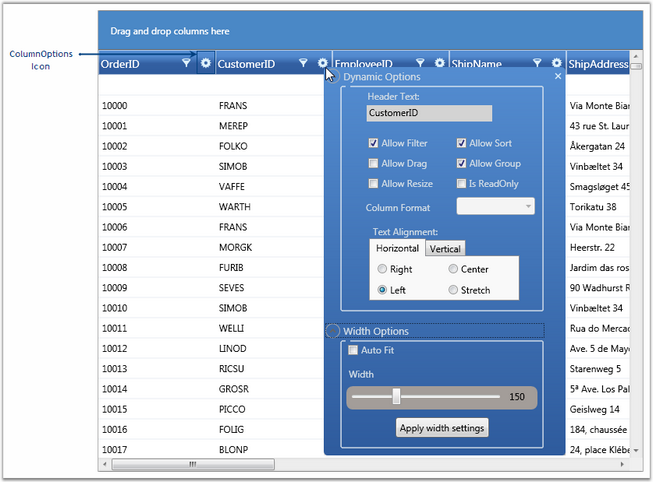 Drag and drop columns here
ColumnOptions
Icon
OrderID CustomerID EmployeeID ShipName ShipAddress
Dynamic Options
Header Text:
CustomerID
Allow Filter Allow Sort
Allow Drag Allow Group
Allow Resize Is ReadOnly
Column Format
Text Alignment:
Horizontal Vertical
Right Center
Left Stretch
Width Options
Auto Fit
Width
150
Apply width settings
10000 FRANS Via Monte Bian
10001 MEREP 43 rue St. Laur
10002 FOLKO Åkergatan 24
10003 SIMOB Vinbæltet 34
10004 VAFFE Smagsløget 45
10005 WARTH Torikatu 38
10006 FRANS Via Monte Bian
10007 MORGK Heerstr. 22
10008 FURIB Jardim das ros
10009 SEVES 90 Wadhurst R
10010 SIMOB Vinbæltet 34
10011 WELLI Rua do Mercad
10012 LINOD Ave. 5 de May
10013 RICSU Starenweg 5
10014 GROSR 5ª Ave. Los Pal
10015 PICCO Geislweg 14
10016 FOLIG 184, chaussée
10017 BLONP 24, place Klébe